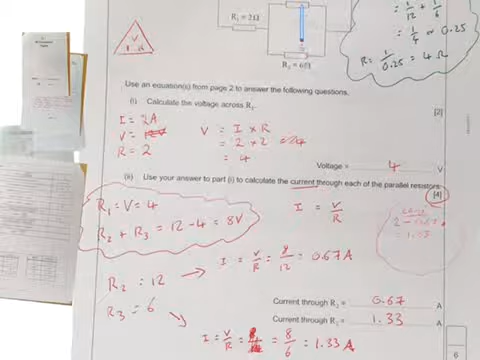 R₁ = 2Ω
R₃ = 6Ω
= 1/12 + 1/6
= 1/4 or 0.25
R = 1/0.25 = 4 Ω
V
I R
Use an equation(s) from page 2 to answer the following questions.
(i) Calculate the voltage across R₁.
[2]
I = 2A
V =
R = 2
V = I × R
= 2 × 2
= 4
Voltage = 4 V
(ii) Use your answer to part (i) to calculate the current through each of the parallel resistors.
[4]
R₁ = V = 4
R₂ + R₃ = 12 - 4 = 8V
I = V/R
= 1.33
R₂ = 12
I = V/R = 8/12 = 0.67 A
R₃ = 6
Current through R₂ = 0.67 A
Current through R₃ = 1.33 A
I = V/R = = 8/6 = 1.33 A
6